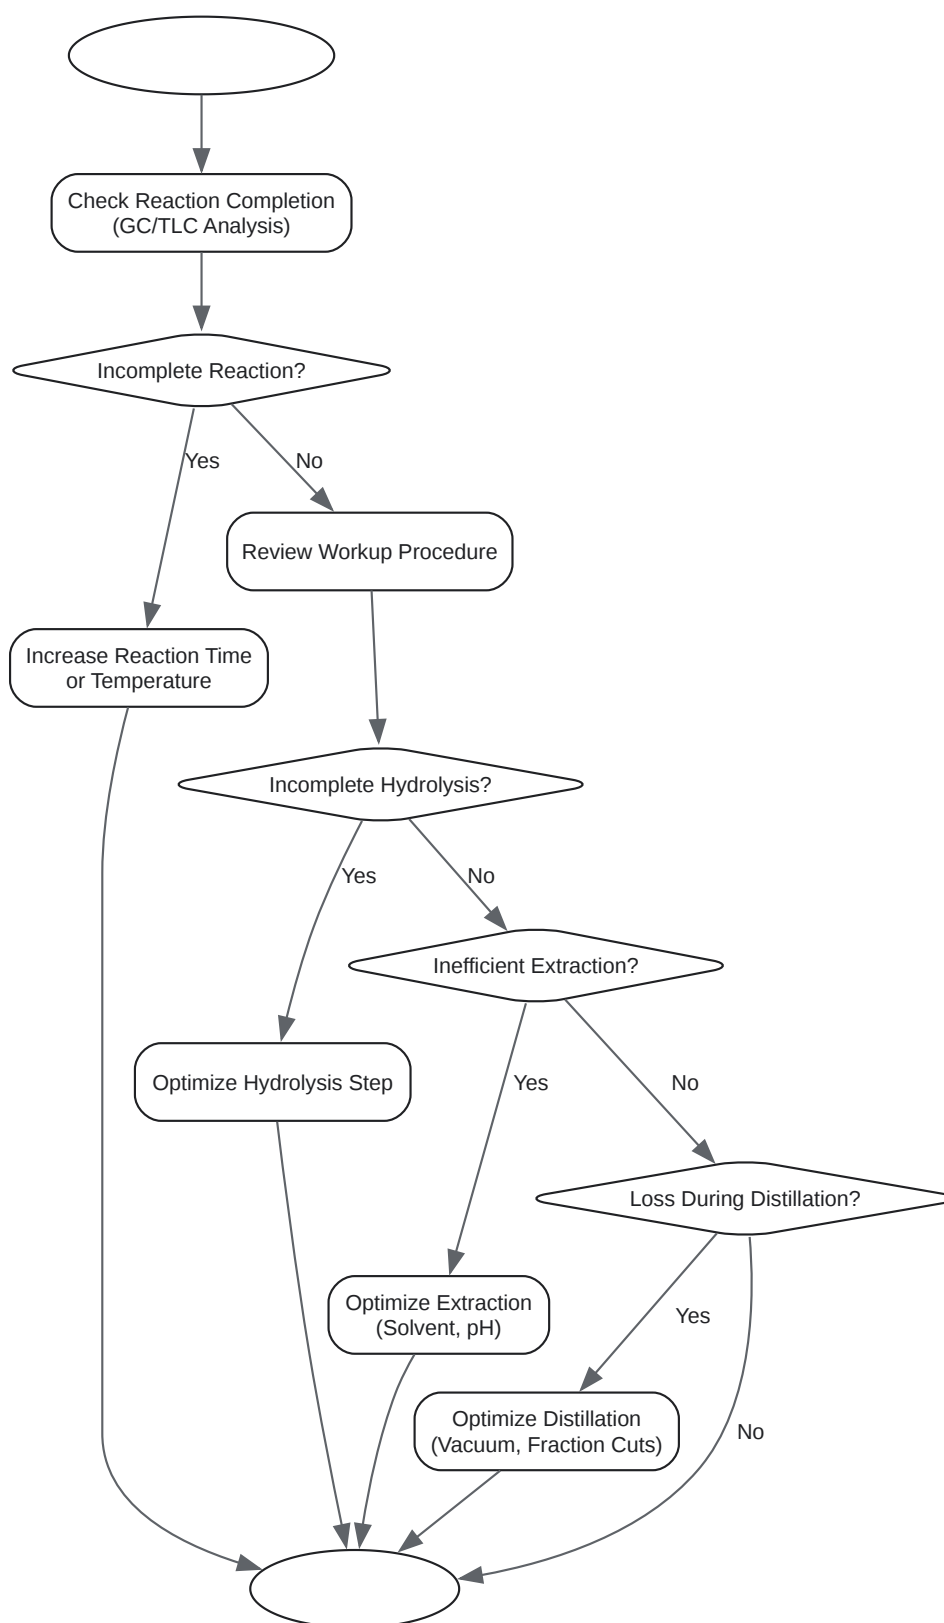 Check Reaction Completion
(GC/TLC Analysis)
Incomplete Reaction?
Yes
No
Review Workup Procedure
Increase Reaction Time
or Temperature
Incomplete Hydrolysis?
Yes
No
Inefficient Extraction?
Optimize Hydrolysis Step
Yes
No
Loss During Distillation?
Optimize Extraction
(Solvent, pH)
Yes
Optimize Distillation
(Vacuum, Fraction Cuts)
No